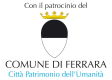 Con il patrocinio del
COMUNE DI FERRARA
Città Patrimonio dell'Umanità